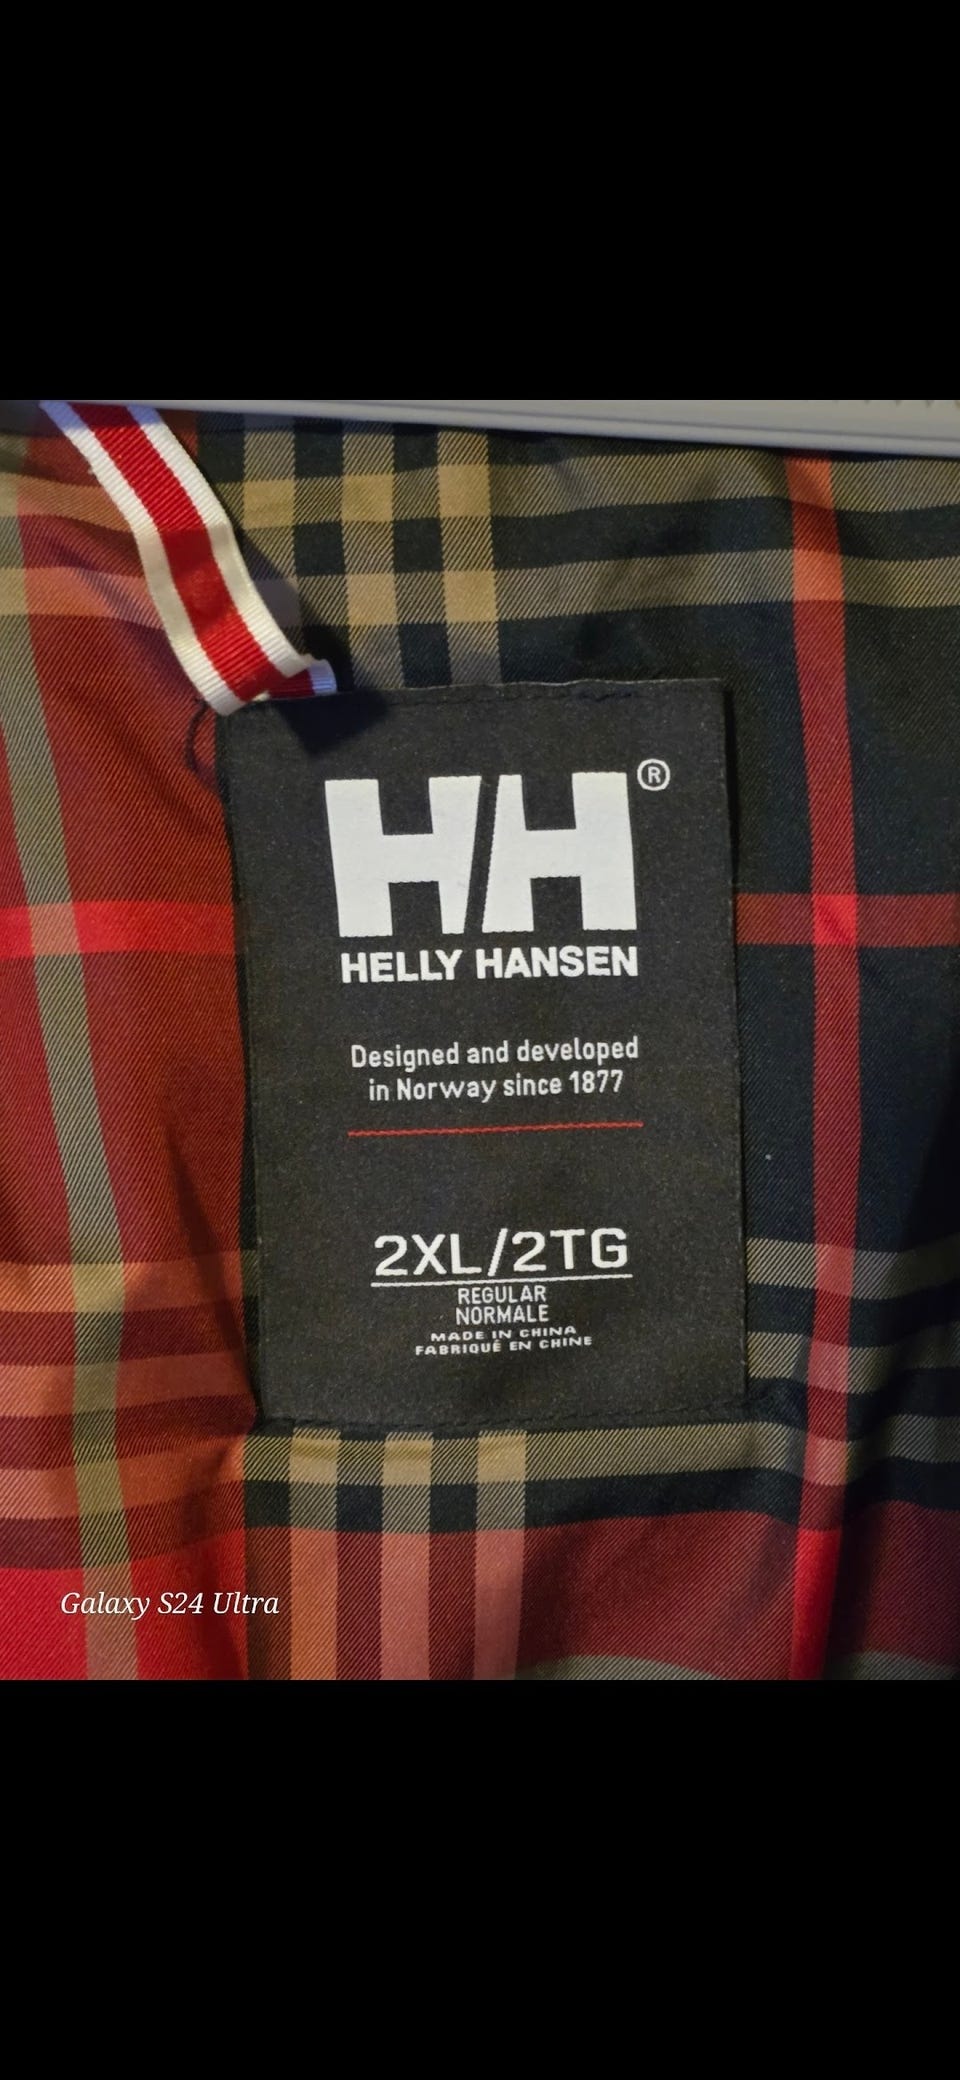 HH®
HELLY HANSEN
Designed and developed
in Norway since 1877
2XL/2TG
REGULAR
NORMALE
MADE IN CHINA
FABRIQUÉ EN CHINE
Galaxy S24 Ultra